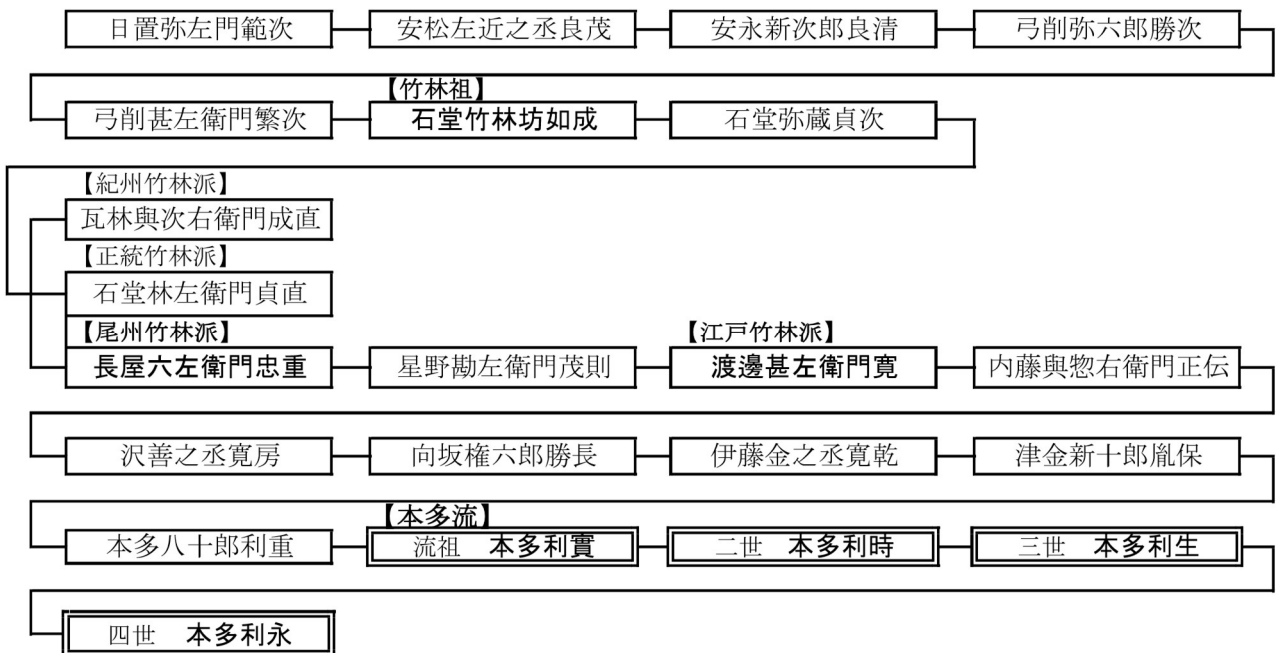 日置弥左門範次
安松左近之丞良茂
安永新次郎良清
弓削弥六郎勝次
弓削甚左衛門繁次
【竹林祖】
石堂竹林坊如成
石堂弥蔵貞次
【紀州竹林派】
瓦林與次右衛門成直
【正統竹林派】
石堂林左衛門貞直
【尾州竹林派】
長屋六左衛門忠重
星野勘左衛門茂則
【江戸竹林派】
渡邊甚左衛門寛
内藤與惣右衛門正伝
沢善之丞寛房
向坂権六郎勝長
伊藤金之丞寛乾
津金新十郎胤保
本多八十郎利重
【本多流】
流祖 本多利實
二世 本多利時
三世 本多利生
四世 本多利永